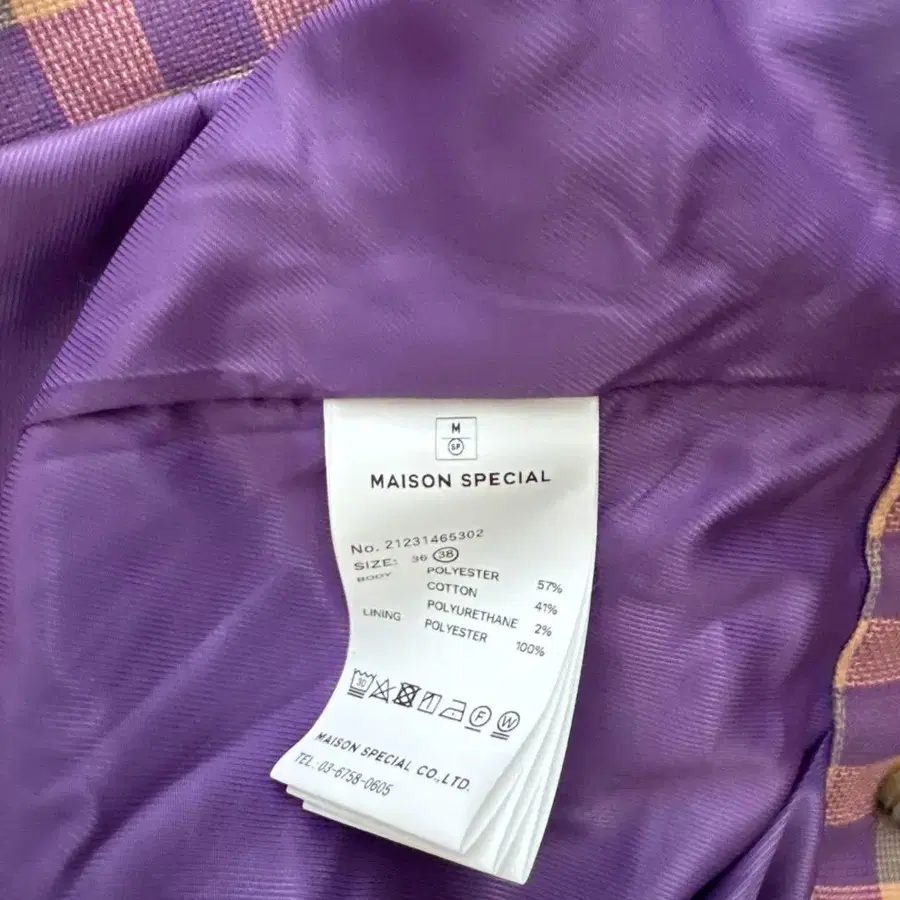 M
SP
MAISON SPECIAL
No. 21231465302
SIZE: 36 38
BODY POLYESTER 57%
COTTON 41%
POLYURETHANE 2%
LINING POLYESTER 100%
30
F W
MAISON SPECIAL CO.,LTD.
TEL:03-6758-0605